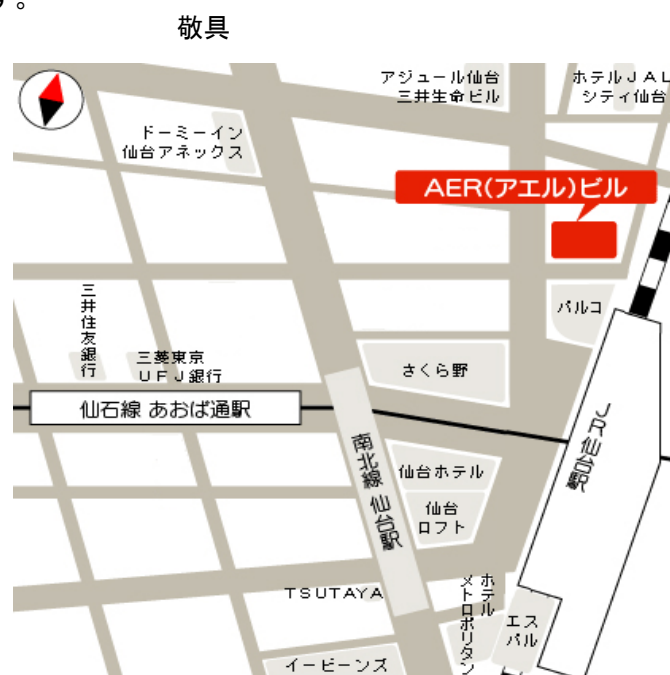 す。
敬具
アジュール仙台
三井生命ビル
ホテルＪＡＬ
シティ仙台
ドーミーイン
仙台アネックス
AER(アエル)ビル
パルコ
三井住友銀行
三菱東京
ＵＦＪ銀行
さくら野
仙石線 あおば通駅
ＪＲ仙台駅
南北線 仙台駅
仙台ホテル
仙台
ロフト
TSUTAYA
ホテル
メトロポリタン
エス
パル
イービーンズ